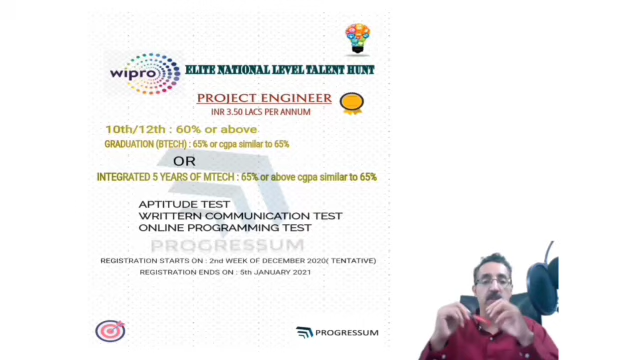 wipro
ELITE NATIONAL LEVEL TALENT HUNT
PROJECT ENGINEER
INR 3.50 LACS PER ANNUM
10th/12th : 60% or above
GRADUATION (BTECH) : 65% or cgpa similar to 65%
OR
INTEGRATED 5 YEARS OF MTECH : 65% or above cgpa similar to 65%
APTITUDE TEST
WRITTERN COMMUNICATION TEST
ONLINE PROGRAMMING TEST
PROGRESSUM
REGISTRATION STARTS ON : 2nd WEEK OF DECEMBER 2020( TENTATIVE)
REGISTRATION ENDS ON : 5th JANUARY 2021
PROGRESSUM